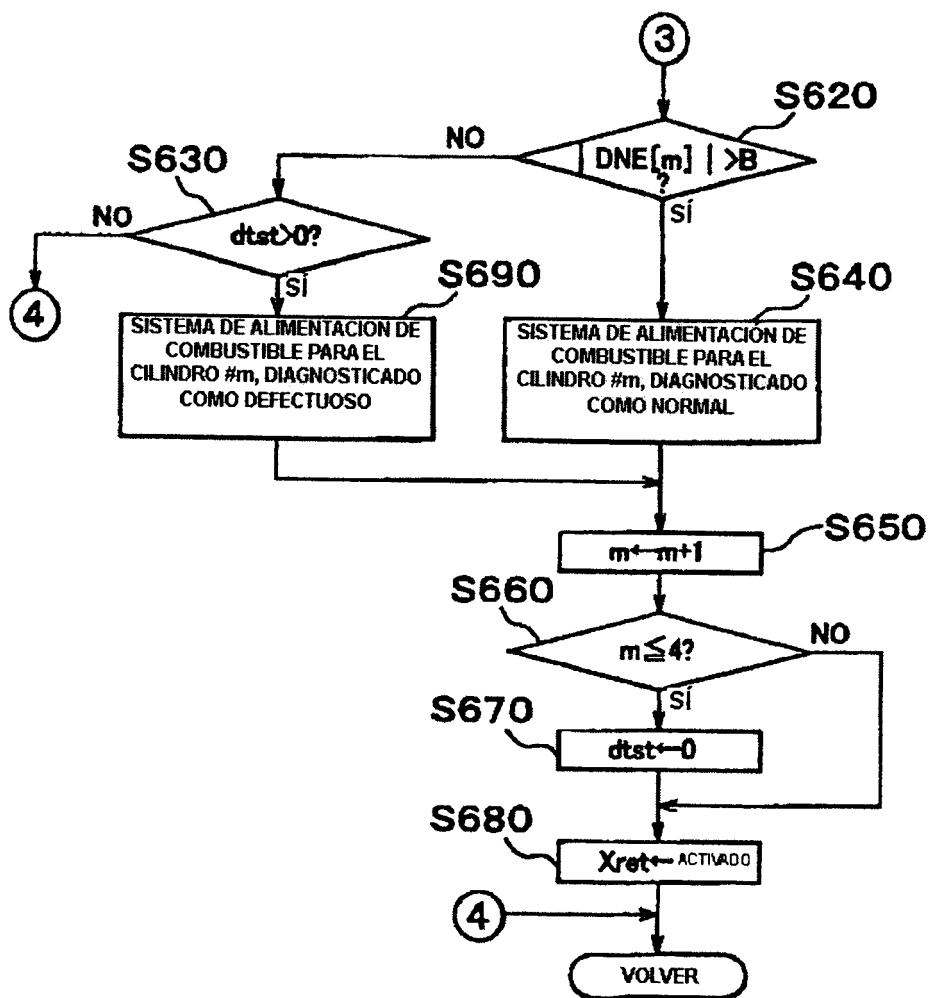 3
S620
NO
| DNE[m] | >B
?
SÍ
S630
NO
dtst>0?
SÍ
4
S690
SISTEMA DE ALIMENTACION DE
COMBUSTIBLE PARA EL
CILINDRO #m, DIAGNOSTICADO
COMO DEFECTUOSO
S640
SISTEMA DE ALIMENTACION DE
COMBUSTIBLE PARA EL
CILINDRO #m, DIAGNOSTICADO
COMO NORMAL
S650
m←m+1
S660
m≦4?
NO
SÍ
S670
dtst←0
S680
Xret← ACTIVADO
4
VOLVER